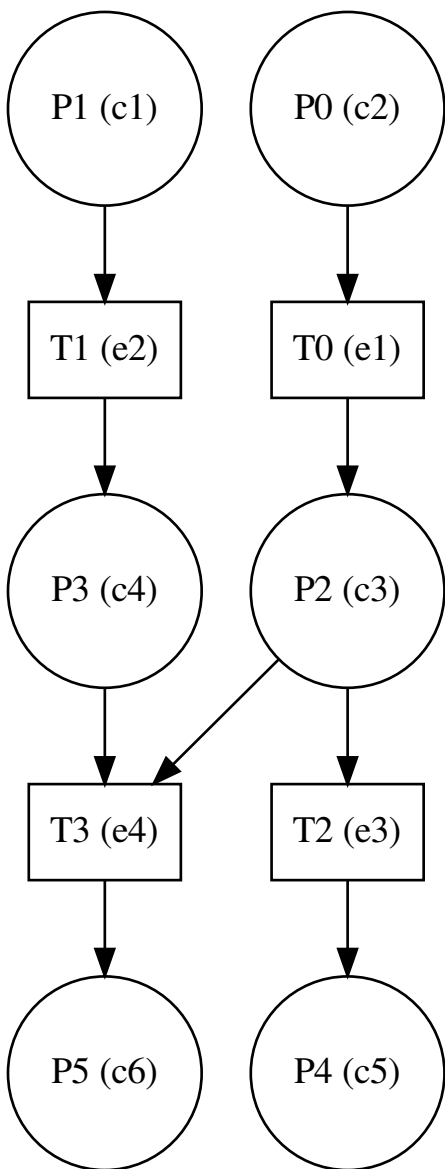 P1 (c1)
P0 (c2)
T1 (e2)
T0 (e1)
P3 (c4)
P2 (c3)
T3 (e4)
T2 (e3)
P5 (c6)
P4 (c5)